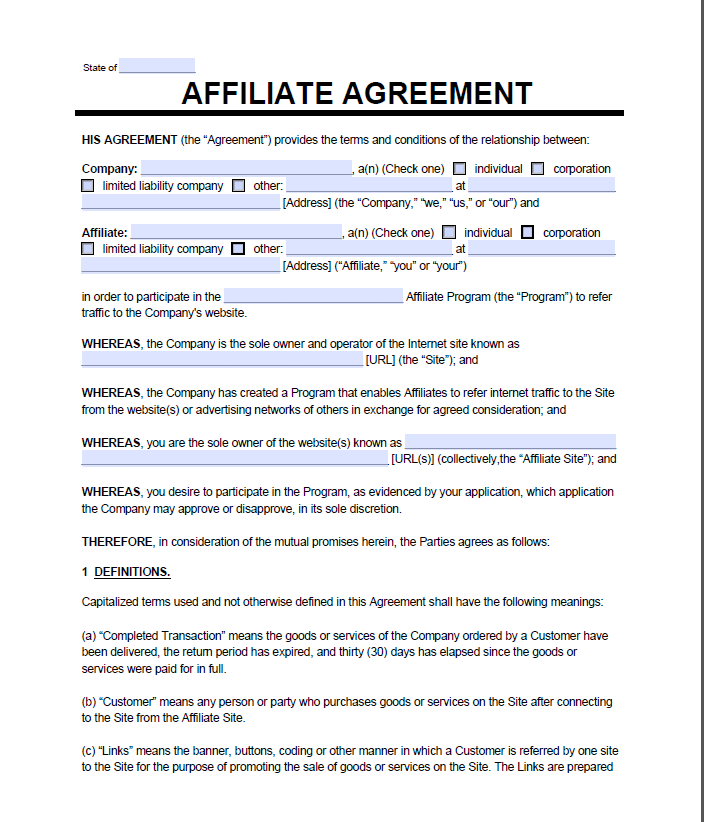 State of
AFFILIATE AGREEMENT
HIS AGREEMENT (the “Agreement”) provides the terms and conditions of the relationship between:
Company: , a(n) (Check one) individual corporation
limited liability company other: at
[Address] (the “Company,” “we,” “us,” or “our”) and
Affiliate: , a(n) (Check one) individual corporation
limited liability company other: at
[Address] (“Affiliate,” “you” or “your”)
in order to participate in the Affiliate Program (the “Program”) to refer
traffic to the Company's website.
WHEREAS, the Company is the sole owner and operator of the Internet site known as
[URL] (the “Site”); and
WHEREAS, the Company has created a Program that enables Affiliates to refer internet traffic to the Site
from the website(s) or advertising networks of others in exchange for agreed consideration; and
WHEREAS, you are the sole owner of the website(s) known as
[URL(s)] (collectively,the “Affiliate Site”); and
WHEREAS, you desire to participate in the Program, as evidenced by your application, which application
the Company may approve or disapprove, in its sole discretion.
THEREFORE, in consideration of the mutual promises herein, the Parties agrees as follows:
1 DEFINITIONS.
Capitalized terms used and not otherwise defined in this Agreement shall have the following meanings:
(a) “Completed Transaction” means the goods or services of the Company ordered by a Customer have
been delivered, the return period has expired, and thirty (30) days has elapsed since the goods or
services were paid for in full.
(b) “Customer” means any person or party who purchases goods or services on the Site after connecting
to the Site from the Affiliate Site.
(c) “Links” means the banner, buttons, coding or other manner in which a Customer is referred by one site
to the Site for the purpose of promoting the sale of goods or services on the Site. The Links are prepared